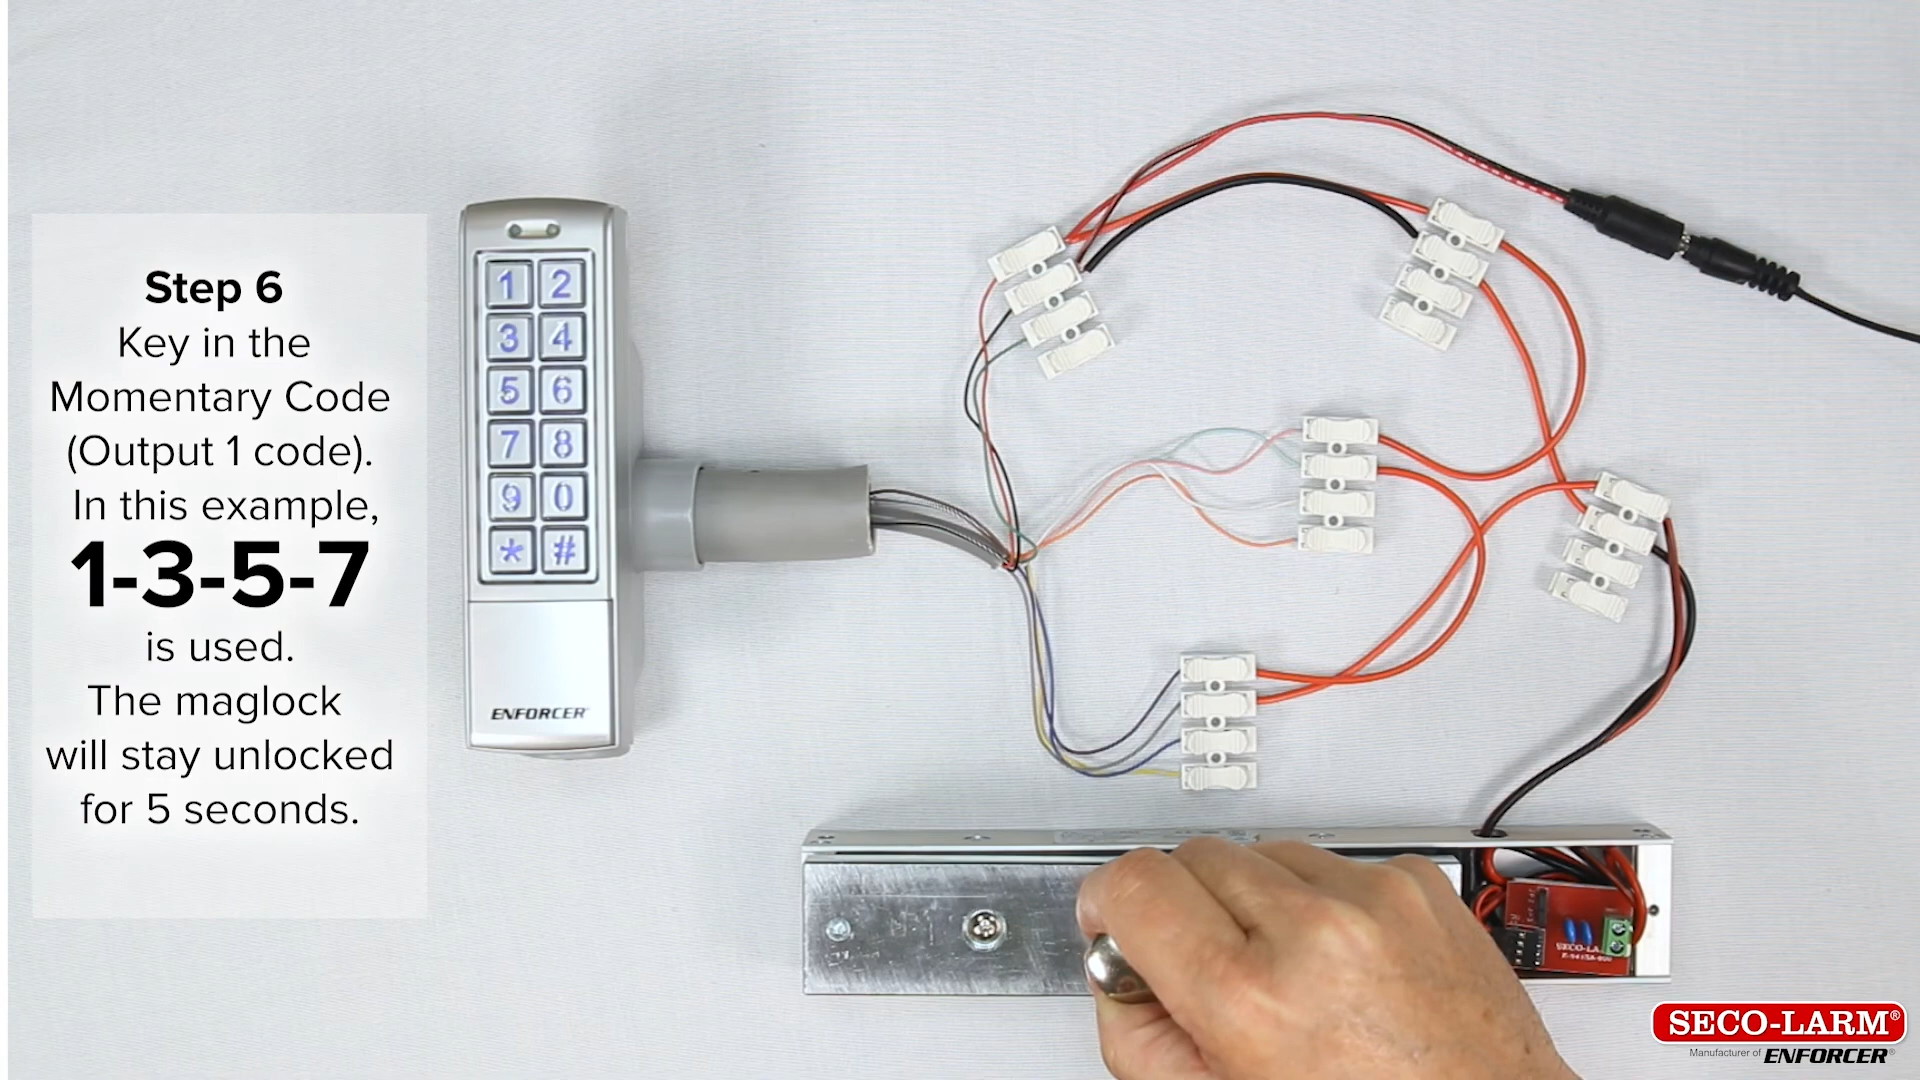 Step 6
Key in the
Momentary Code
(Output 1 code).
In this example,
1-3-5-7
is used.
The maglock
will stay unlocked
for 5 seconds.
1 2
3 4
5 6
7 8
9 0
* #
ENFORCER
SECO-LARM®
Manufacturer of ENFORCER®